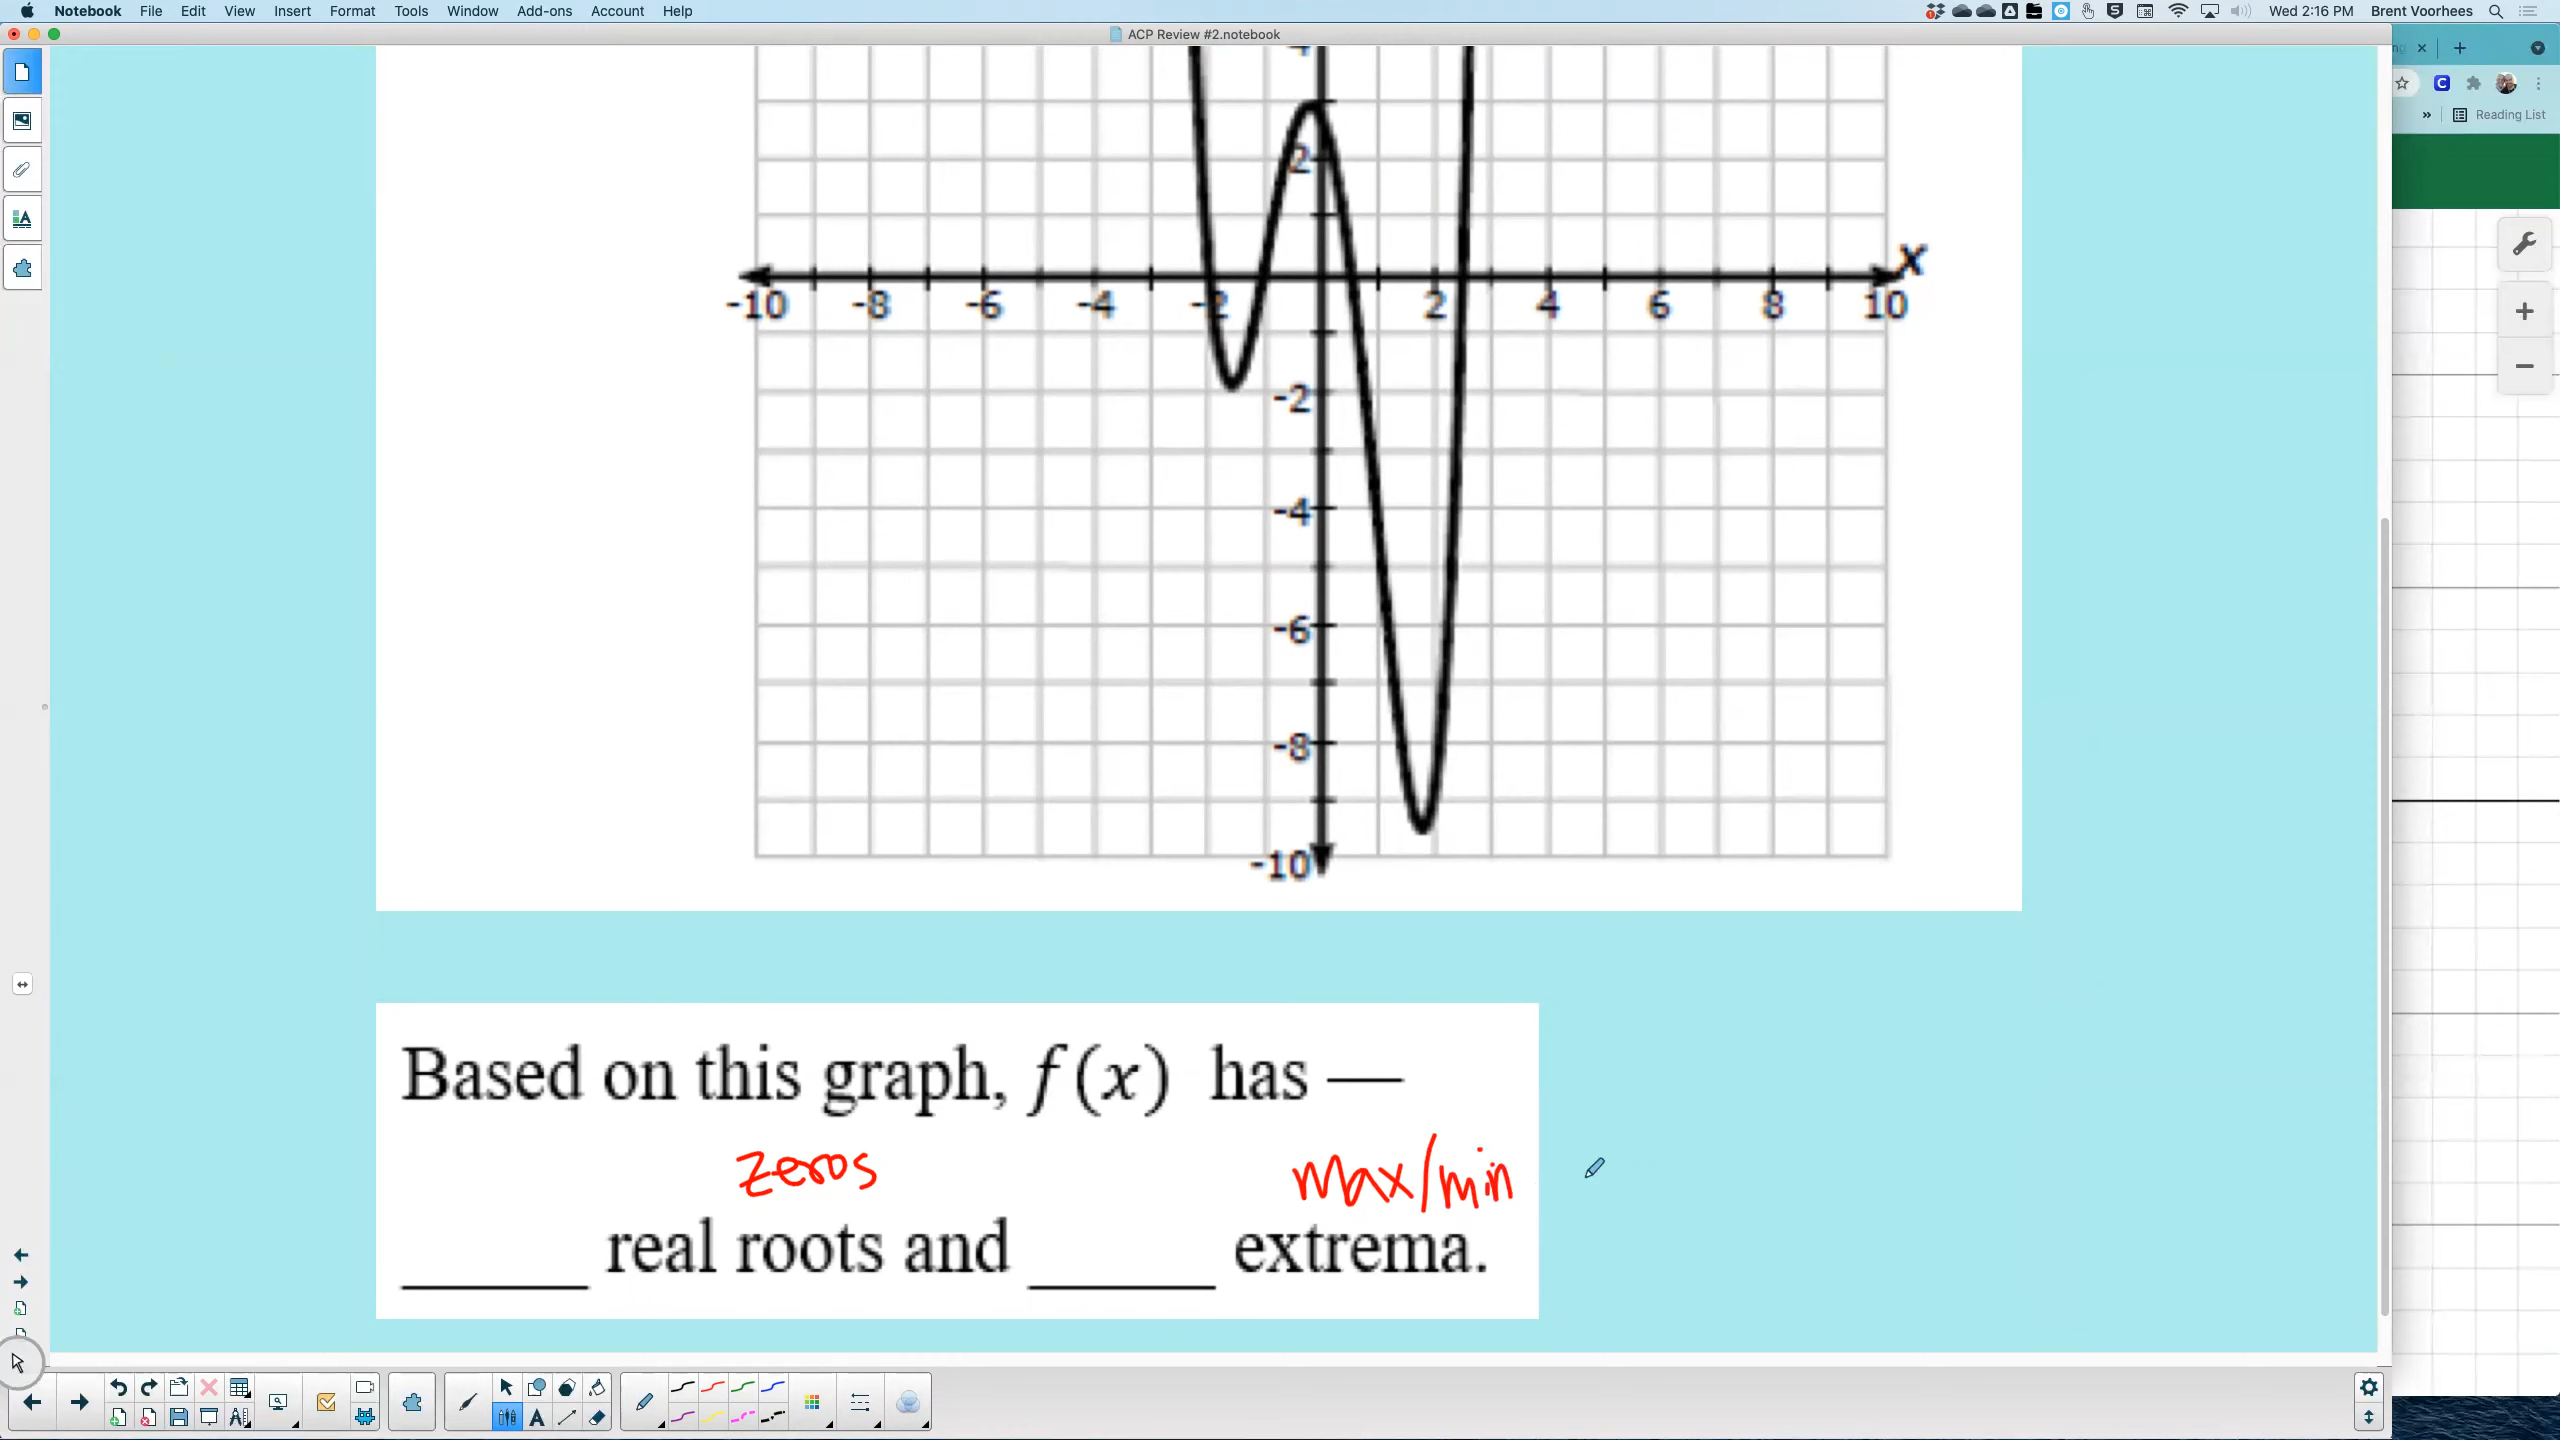 Notebook File Edit View Insert Format Tools Window Add-ons Account Help Wed 2:16 PM Brent Voorhees
ACP Review #2.notebook
Reading List
4
2
x
-10 -8 -6 -4 -2 2 4 6 8 10
-2
-4
-6
-8
-10
Based on this graph, f(x) has —
zeros max/min
_____ real roots and _____ extrema.